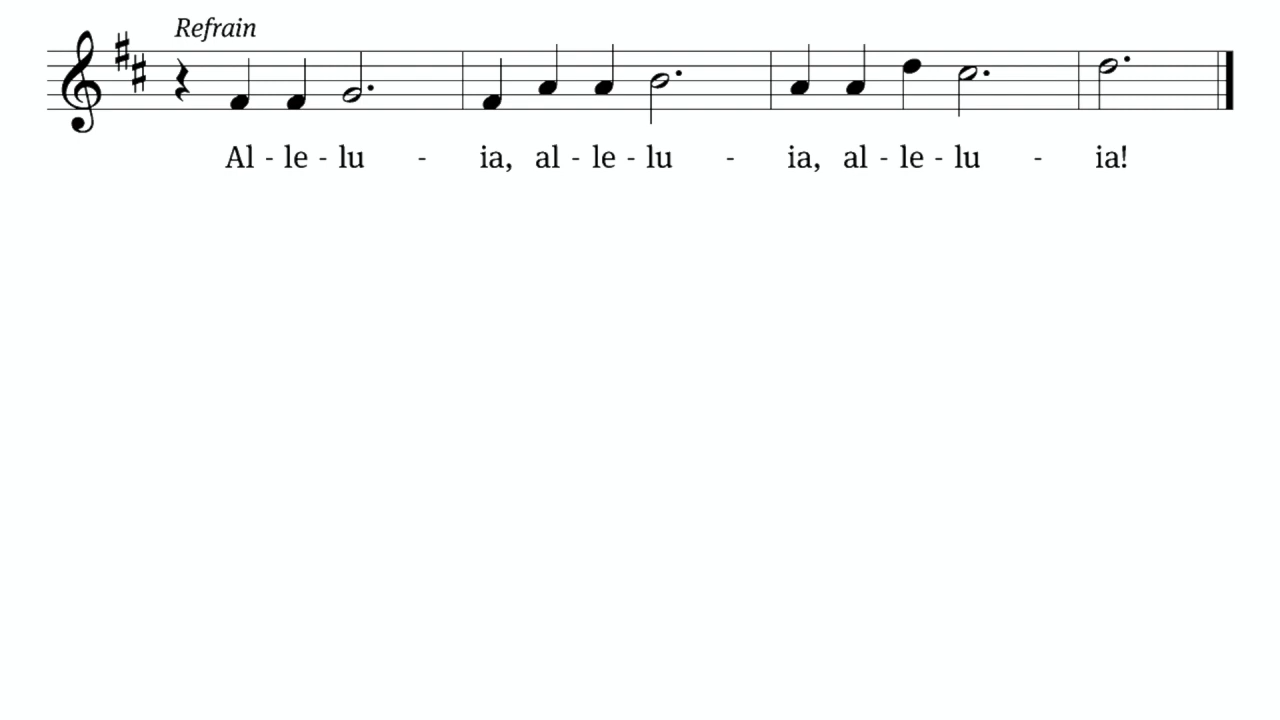 Refrain
Al - le - lu - ia, al - le - lu - ia, al - le - lu - ia!